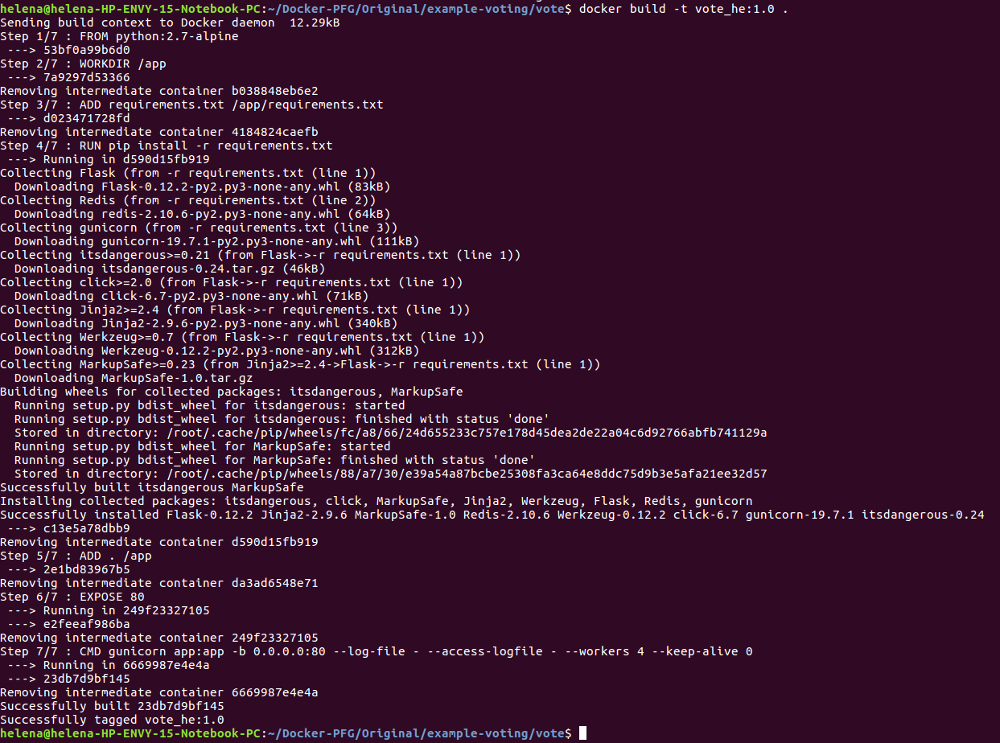 helena@helena-HP-ENVY-15-Notebook-PC:~/Docker-PFG/Original/example-voting/vote$ docker build -t vote_he:1.0 .
Sending build context to Docker daemon  12.29kB
Step 1/7 : FROM python:2.7-alpine
 ---> 53bf0a99b6d0
Step 2/7 : WORKDIR /app
 ---> 7a9297d53366
Removing intermediate container b038848eb6e2
Step 3/7 : ADD requirements.txt /app/requirements.txt
 ---> d023471728fd
Removing intermediate container 4184824caefb
Step 4/7 : RUN pip install -r requirements.txt
 ---> Running in d590d15fb919
Collecting Flask (from -r requirements.txt (line 1))
  Downloading Flask-0.12.2-py2.py3-none-any.whl (83kB)
Collecting Redis (from -r requirements.txt (line 2))
  Downloading redis-2.10.6-py2.py3-none-any.whl (64kB)
Collecting gunicorn (from -r requirements.txt (line 3))
  Downloading gunicorn-19.7.1-py2.py3-none-any.whl (111kB)
Collecting itsdangerous>=0.21 (from Flask->-r requirements.txt (line 1))
  Downloading itsdangerous-0.24.tar.gz (46kB)
Collecting click>=2.0 (from Flask->-r requirements.txt (line 1))
  Downloading click-6.7-py2.py3-none-any.whl (71kB)
Collecting Jinja2>=2.4 (from Flask->-r requirements.txt (line 1))
  Downloading Jinja2-2.9.6-py2.py3-none-any.whl (340kB)
Collecting Werkzeug>=0.7 (from Flask->-r requirements.txt (line 1))
  Downloading Werkzeug-0.12.2-py2.py3-none-any.whl (312kB)
Collecting MarkupSafe>=0.23 (from Jinja2>=2.4->Flask->-r requirements.txt (line 1))
  Downloading MarkupSafe-1.0.tar.gz
Building wheels for collected packages: itsdangerous, MarkupSafe
  Running setup.py bdist_wheel for itsdangerous: started
  Running setup.py bdist_wheel for itsdangerous: finished with status 'done'
  Stored in directory: /root/.cache/pip/wheels/fc/a8/66/24d655233c757e178d45dea2de22a04c6d92766abfb741129a
  Running setup.py bdist_wheel for MarkupSafe: started
  Running setup.py bdist_wheel for MarkupSafe: finished with status 'done'
  Stored in directory: /root/.cache/pip/wheels/88/a7/30/e39a54a87bcbe25308fa3ca64e8ddc75d9b3e5afa21ee32d57
Successfully built itsdangerous MarkupSafe
Installing collected packages: itsdangerous, click, MarkupSafe, Jinja2, Werkzeug, Flask, Redis, gunicorn
Successfully installed Flask-0.12.2 Jinja2-2.9.6 MarkupSafe-1.0 Redis-2.10.6 Werkzeug-0.12.2 click-6.7 gunicorn-19.7.1 itsdangerous-0.24
 ---> c13e5a78dbb9
Removing intermediate container d590d15fb919
Step 5/7 : ADD . /app
 ---> 2e1bd83967b5
Removing intermediate container da3ad6548e71
Step 6/7 : EXPOSE 80
 ---> Running in 249f23327105
 ---> e2feeaf986ba
Removing intermediate container 249f23327105
Step 7/7 : CMD gunicorn app:app -b 0.0.0.0:80 --log-file - --access-logfile - --workers 4 --keep-alive 0
 ---> Running in 6669987e4e4a
 ---> 23db7d9bf145
Removing intermediate container 6669987e4e4a
Successfully built 23db7d9bf145
Successfully tagged vote_he:1.0
helena@helena-HP-ENVY-15-Notebook-PC:~/Docker-PFG/Original/example-voting/vote$